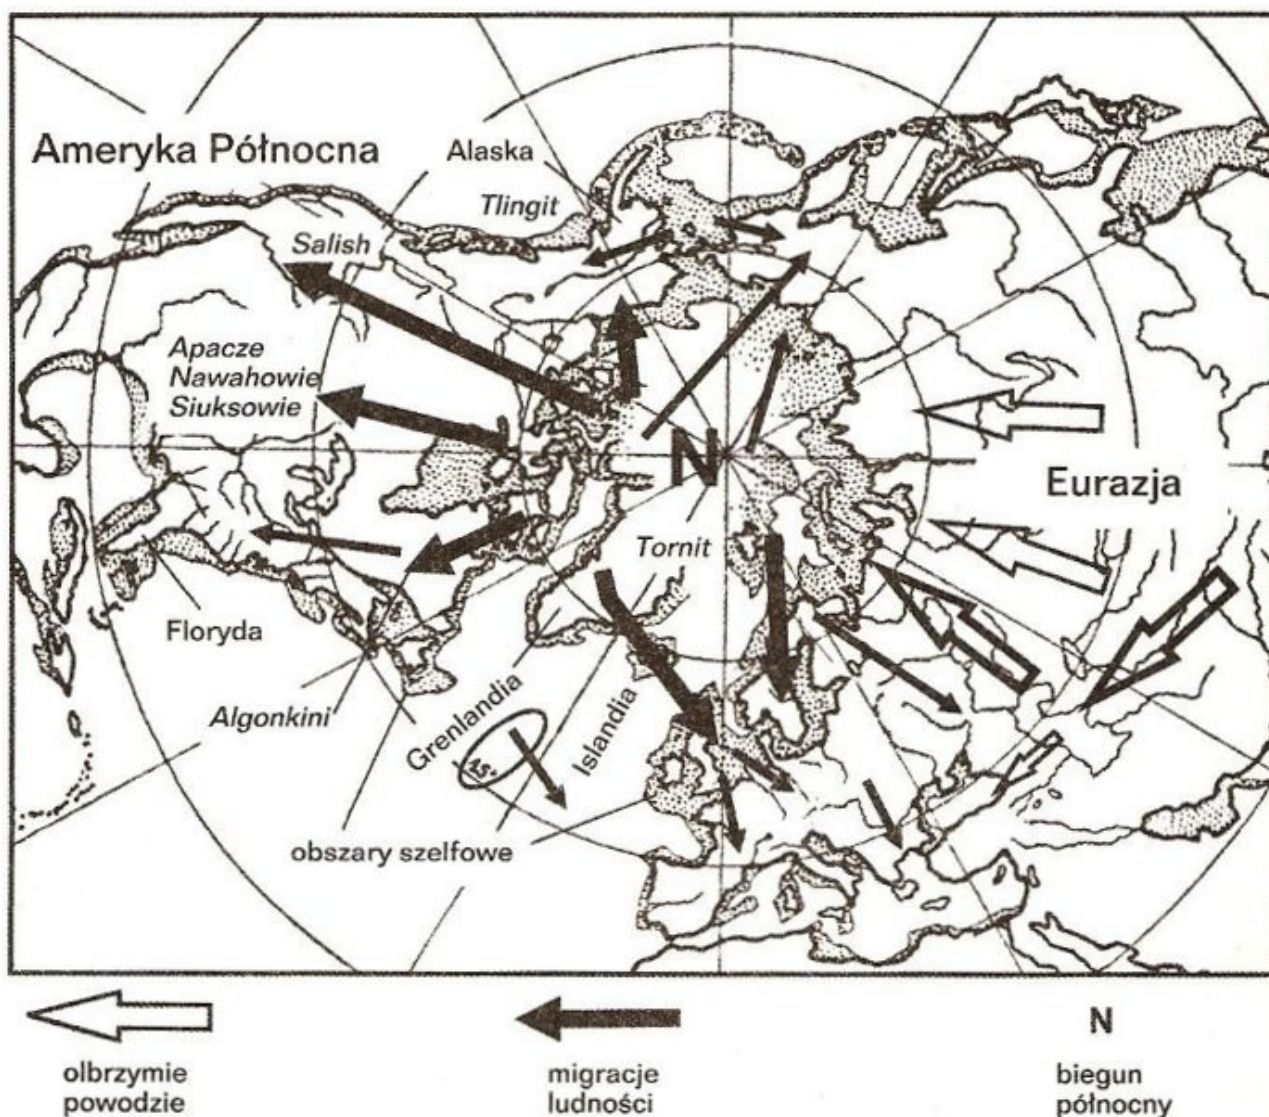 Ameryka Północna
Alaska
Tlingit
Salish
Apacze
Nawahowie
Siuksowie
N
Eurazja
Tornit
Floryda
Algonkini
Grenlandia
Islandia
15°
obszary szelfowe
olbrzymie
powodzie
migracje
ludności
N
biegun
północny